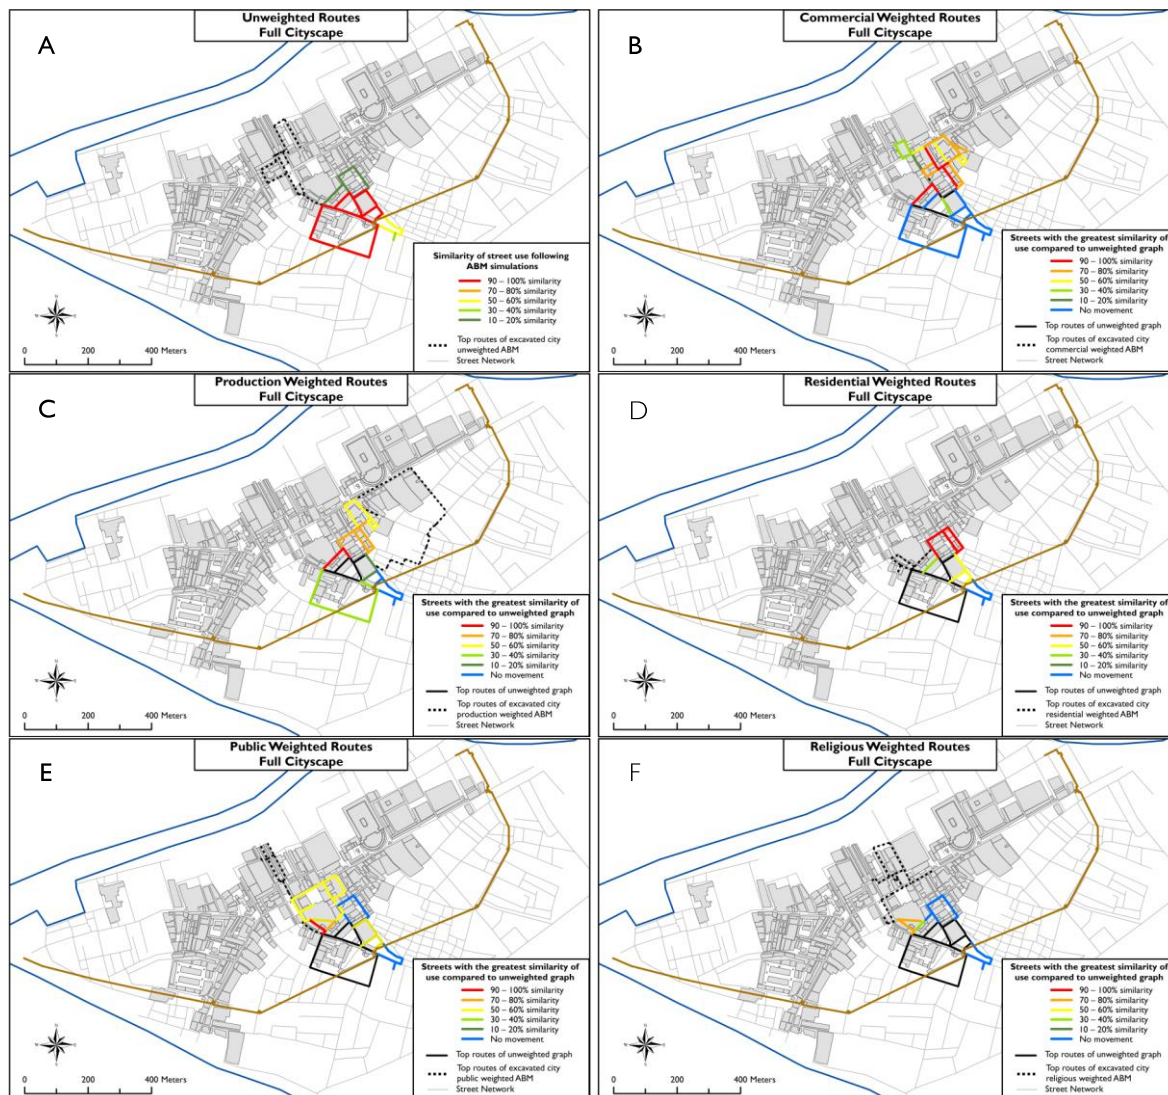 Unweighted Routes
Full Cityscape
A
Similarity of street use following
ABM simulations
90 – 100% similarity
70 – 80% similarity
50 – 60% similarity
30 – 40% similarity
10 – 20% similarity
Top routes of excavated city
unweighted ABM
Street Network
N
W
E
S
0 200 400 Meters
Commercial Weighted Routes
Full Cityscape
B
Streets with the greatest similarity of
use compared to unweighted graph
90 – 100% similarity
70 – 80% similarity
50 – 60% similarity
30 – 40% similarity
10 – 20% similarity
No movement
Top routes of unweighted graph
Top routes of excavated city
commercial weighted ABM
Street Network
N
W
E
S
0 200 400 Meters
Production Weighted Routes
Full Cityscape
C
Streets with the greatest similarity of
use compared to unweighted graph
90 – 100% similarity
70 – 80% similarity
50 – 60% similarity
30 – 40% similarity
10 – 20% similarity
No movement
Top routes of unweighted graph
Top routes of excavated city
production weighted ABM
Street Network
N
W
E
S
0 200 400 Meters
Residential Weighted Routes
Full Cityscape
D
Streets with the greatest similarity of
use compared to unweighted graph
90 – 100% similarity
70 – 80% similarity
50 – 60% similarity
30 – 40% similarity
10 – 20% similarity
No movement
Top routes of unweighted graph
Top routes of excavated city
residential weighted ABM
Street Network
N
W
E
S
0 200 400 Meters
Public Weighted Routes
Full Cityscape
E
Streets with the greatest similarity of
use compared to unweighted graph
90 – 100% similarity
70 – 80% similarity
50 – 60% similarity
30 – 40% similarity
10 – 20% similarity
No movement
Top routes of unweighted graph
Top routes of excavated city
public weighted ABM
Street Network
N
W
E
S
0 200 400 Meters
Religious Weighted Routes
Full Cityscape
F
Streets with the greatest similarity of
use compared to unweighted graph
90 – 100% similarity
70 – 80% similarity
50 – 60% similarity
30 – 40% similarity
10 – 20% similarity
No movement
Top routes of unweighted graph
Top routes of excavated city
religious weighted ABM
Street Network
N
W
E
S
0 200 400 Meters